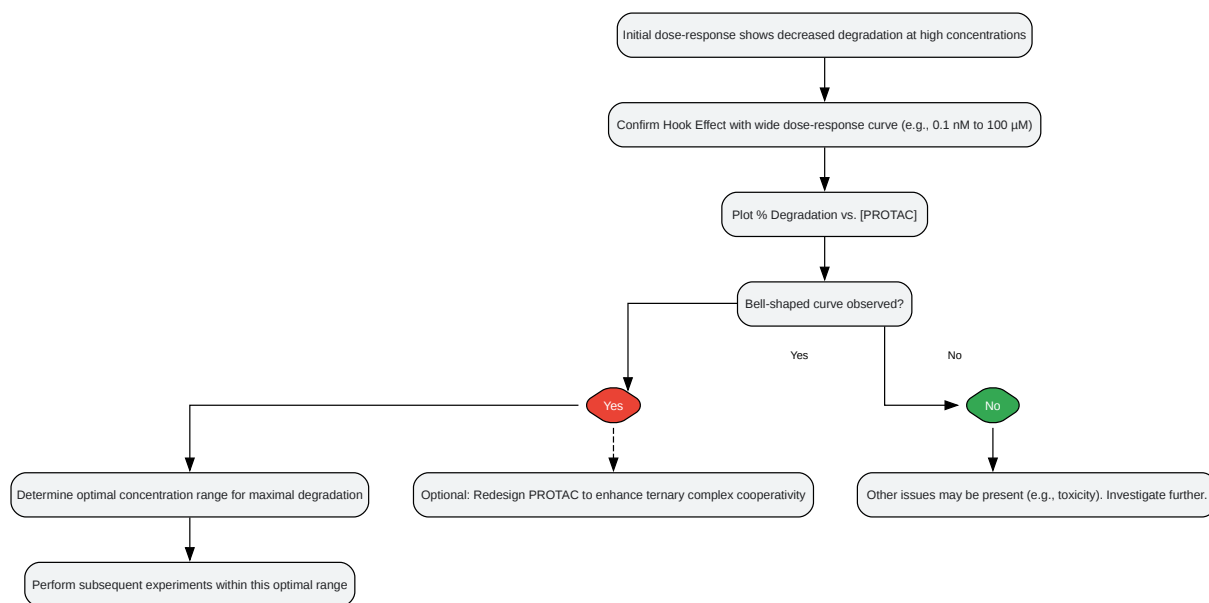 Initial dose-response shows decreased degradation at high concentrations
Confirm Hook Effect with wide dose-response curve (e.g., 0.1 nM to 100 µM)
Plot % Degradation vs. [PROTAC]
Bell-shaped curve observed?
Yes
No
Yes
No
Determine optimal concentration range for maximal degradation
Optional: Redesign PROTAC to enhance ternary complex cooperativity
Other issues may be present (e.g., toxicity). Investigate further.
Perform subsequent experiments within this optimal range